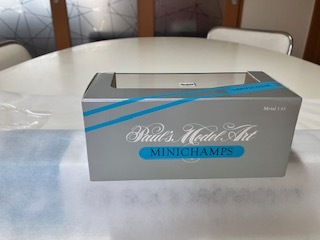 Metal 1:43
Paul's Model Art
MINICHAMPS